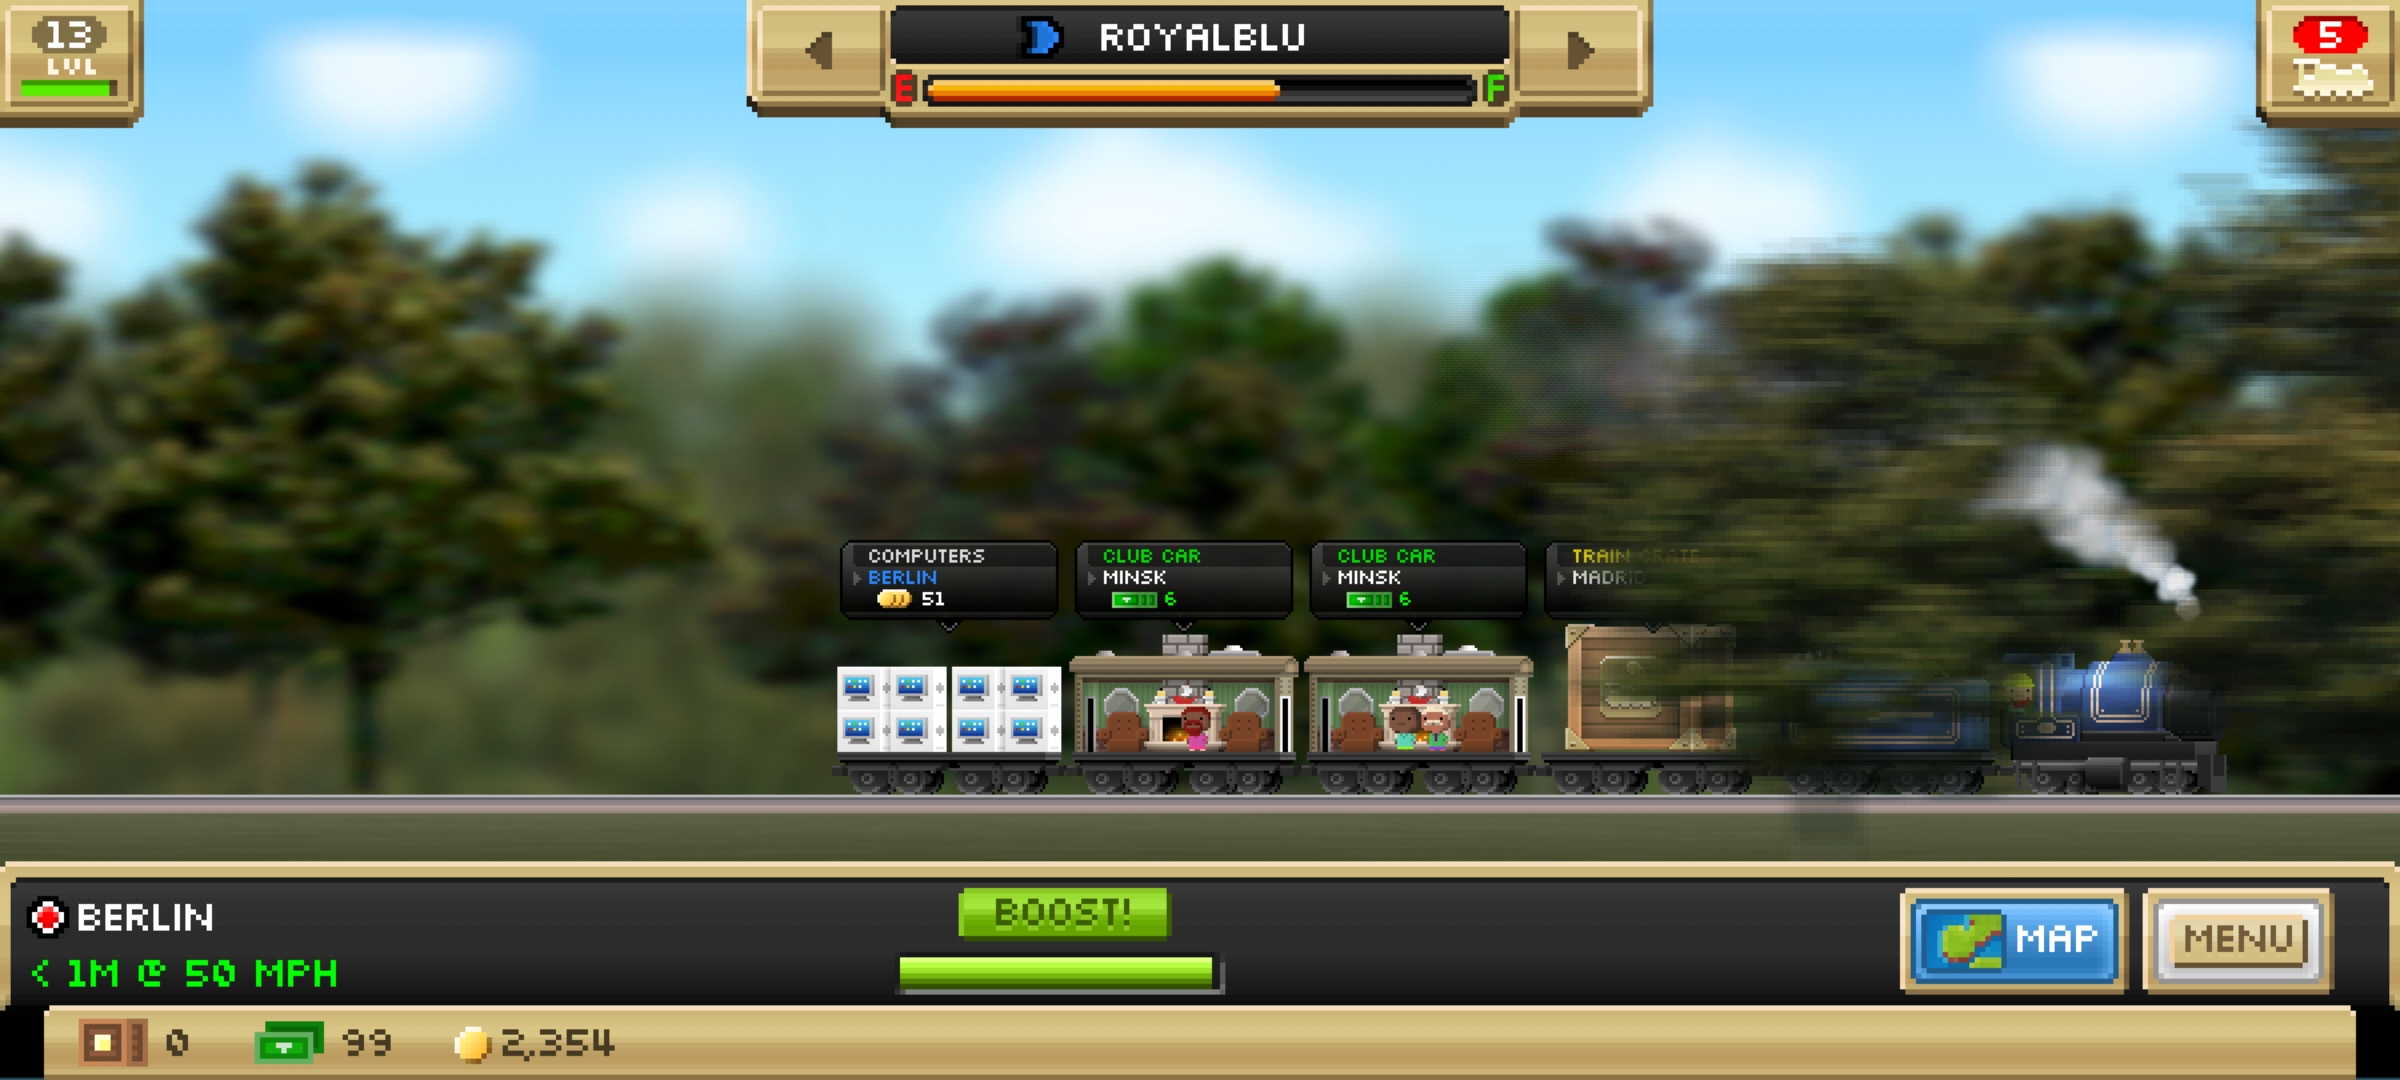 13
LVL
ROYALBLU
E
F
5
COMPUTERS
BERLIN
51
CLUB CAR
MINSK
6
CLUB CAR
MINSK
6
TRAIN CRATE
MADRID
BERLIN
< 1M @ 50 MPH
BOOST!
MAP
MENU
0
99
2,354